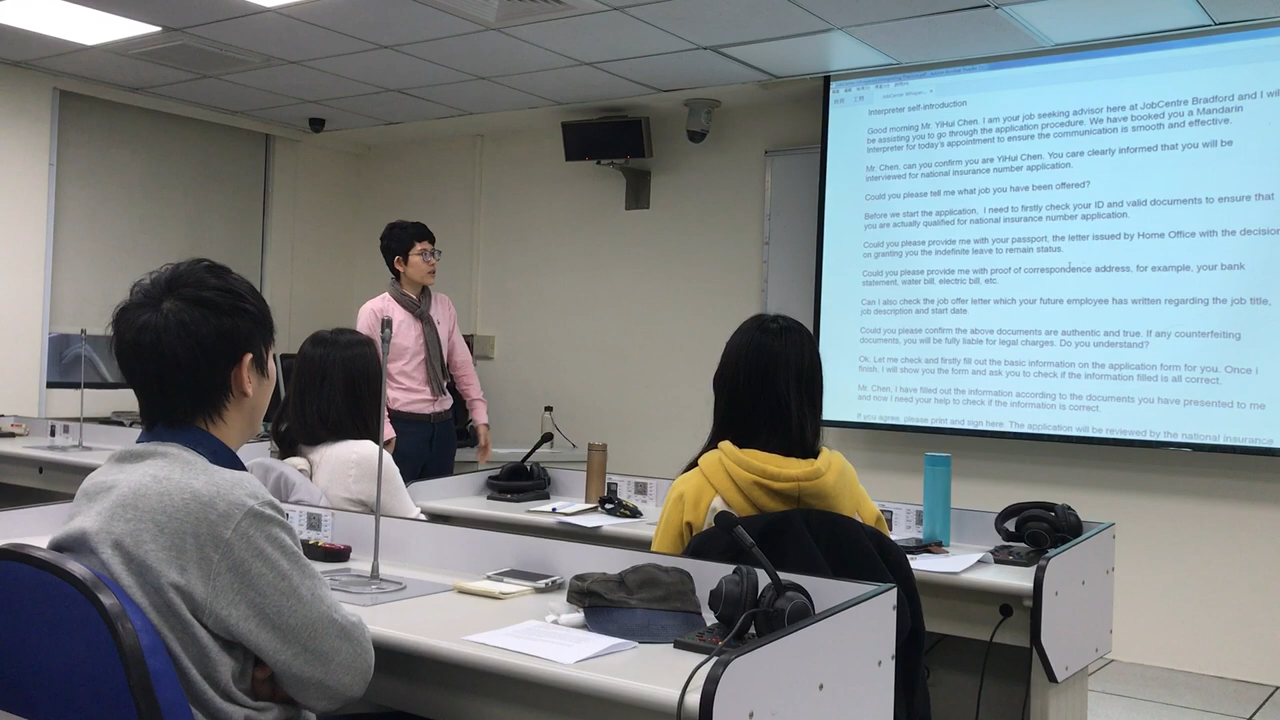 Interpreter self-introduction
Good morning Mr. YiHui Chen. I am your job seeking advisor here at JobCentre Bradford and I will
be assisting you to go through the application procedure. We have booked you a Mandarin
Interpreter for today's appointment to ensure the communication is smooth and effective.
Mr. Chen, can you confirm you are YiHui Chen. You care clearly informed that you will be
interviewed for national insurance number application.
Could you please tell me what job you have been offered?
Before we start the application, I need to firstly check your ID and valid documents to ensure that
you are actually qualified for national insurance number application.
Could you please provide me with your passport, the letter issued by Home Office with the decision
on granting you the indefinite leave to remain status.
Could you please provide me with proof of correspondence address, for example, your bank
statement, water bill, electric bill, etc.
Can I also check the job offer letter which your future employee has written regarding the job title,
job description and start date.
Could you please confirm the above documents are authentic and true. If any counterfeiting
documents, you will be fully liable for legal charges. Do you understand?
Ok. Let me check and firstly fill out the basic information on the application form for you. Once i
finish, I will show you the form and ask you to check if the information filled is all correct.
Mr. Chen, I have filled out the information according to the documents you have presented to me
and now I need your help to check if the information is correct.
If you agree, please print and sign here. The application will be reviewed by the national insurance